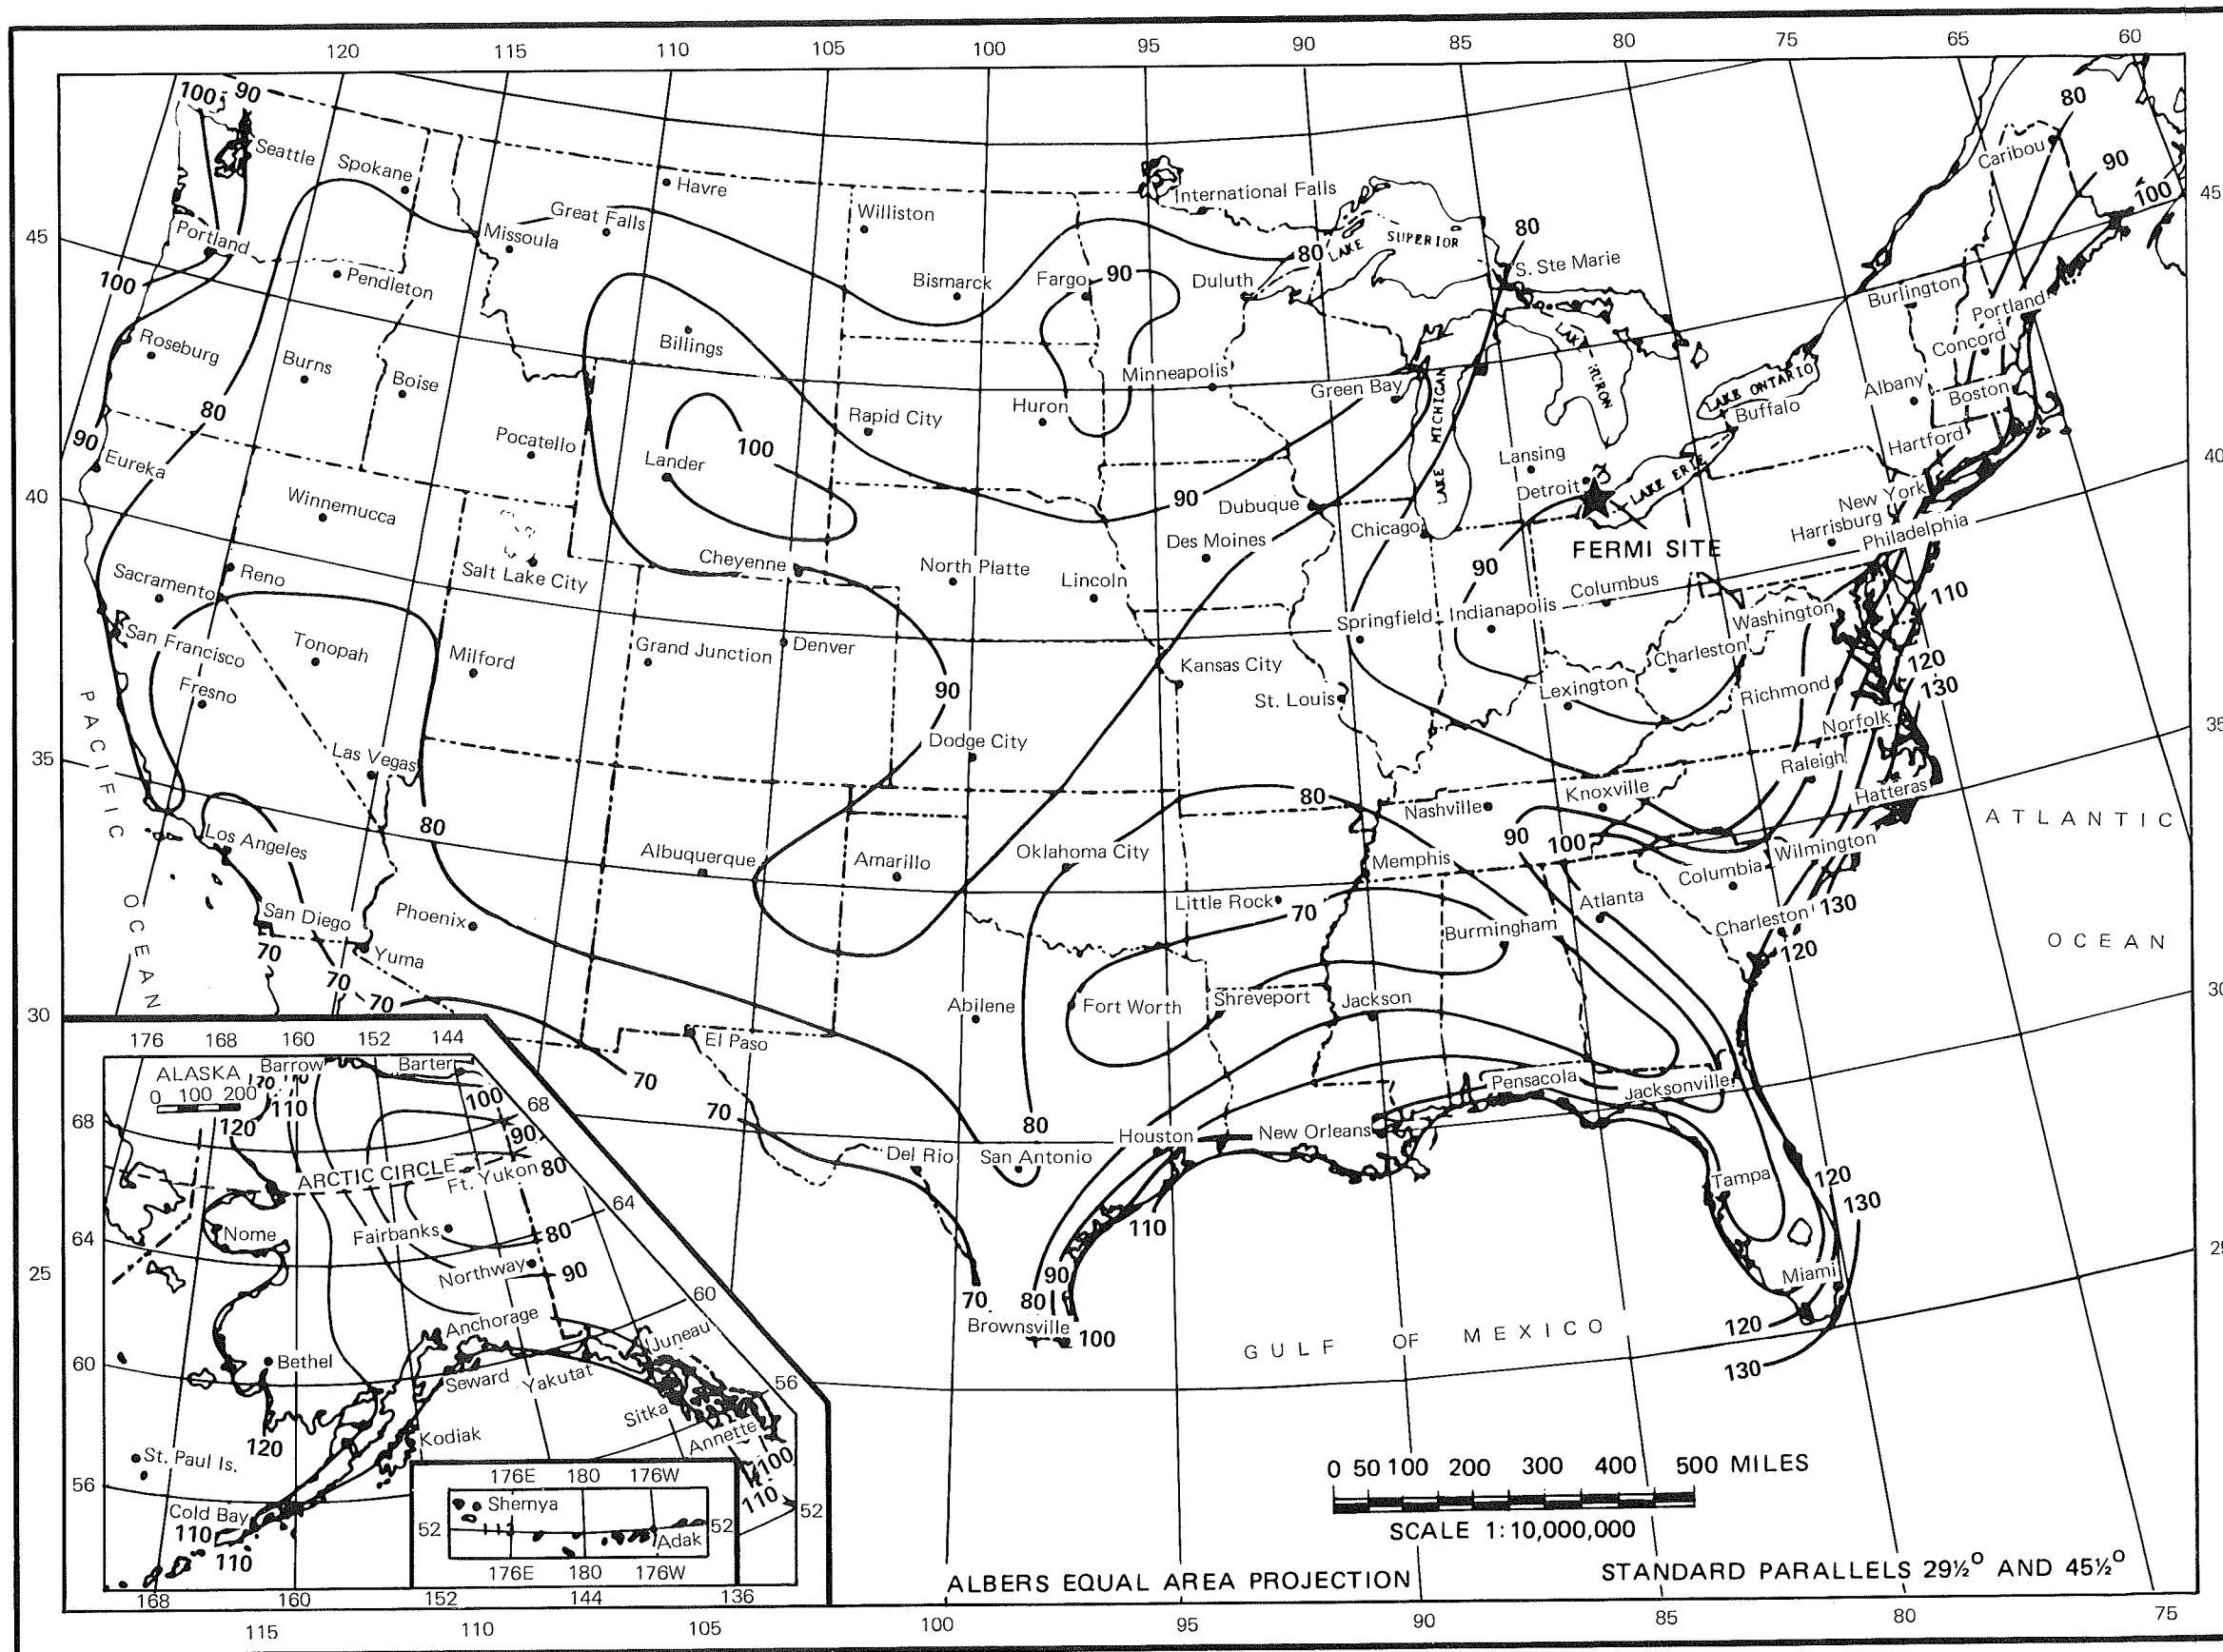 120 115 110 105 100 95 90 85 80 75 65 60
100 90
80
Seattle Spokane
Caribou
90
Havre
International Falls
100
45
Great Falls
Williston
80
Portland
Missoula
LAKE SUPERIOR
45
80
Pendleton
Bismarck Fargo 90 Duluth
S. Ste Marie
100
Burlington
Portland
Roseburg
Burns
Billings
LAKE HURON
Concord
Boise
Minneapolis
Green Bay
LAKE MICHIGAN
LAKE ONTARIO
Albany
Boston
80
Rapid City
Huron
Buffalo
90
Eureka
Pocatello
100
Lansing
Hartford
Lander
LAKE ERIE
40
40
Winnemucca
90
Dubuque
Detroit
New York
Chicago
Harrisburg
Des Moines
FERMI SITE
Philadelphia
Cheyenne
North Platte
Lincoln
90
Columbus
Sacramento
Reno
Salt Lake City
110
San Francisco
Tonopah
Milford
Grand Junction
Denver
Springfield
Indianapolis
Washington
Kansas City
Charleston
120
Fresno
90
St. Louis
Lexington
Richmond
130
PACIFIC
OCEAN
Dodge City
Norfolk
35
35
Las Vegas
Raleigh
80
Nashville
Knoxville
Hatteras
ATLANTIC
80
Los Angeles
Albuquerque
Amarillo
Oklahoma City
90
100
Wilmington
Memphis
Columbia
San Diego
Phoenix
Little Rock
70
Atlanta
Charleston
130
70
Yuma
Burmingham
120
OCEAN
70
70
30
30
Abilene
Fort Worth
Shreveport
Jackson
El Paso
70
Pensacola
Jacksonville
70
80
Houston
New Orleans
Del Rio
San Antonio
Tampa
120
110
130
25
90
Miami
70
80
Brownsville
100
120
GULF OF MEXICO
130
176 168 160 152 144
ALASKA
Barrow
Barter
0 100 200
110
100
68
68
120
90
ARCTIC CIRCLE
Ft. Yukon
80
64
Nome
Fairbanks
80
64
Northway
90
60
Anchorage
Juneau
60
Bethel
Seward
Yakutat
56
Sitka
Annette
120
Kodiak
100
St. Paul Is.
110
56
52
Cold Bay
110
110
176E 180 176W
Shemya
52
113
52
Adak
176E 180 176W
168 160 152 144 136
0 50 100 200 300 400 500 MILES
SCALE 1:10,000,000
ALBERS EQUAL AREA PROJECTION
STANDARD PARALLELS 29½° AND 45½°
115 110 105 100 95 90 85 80 75